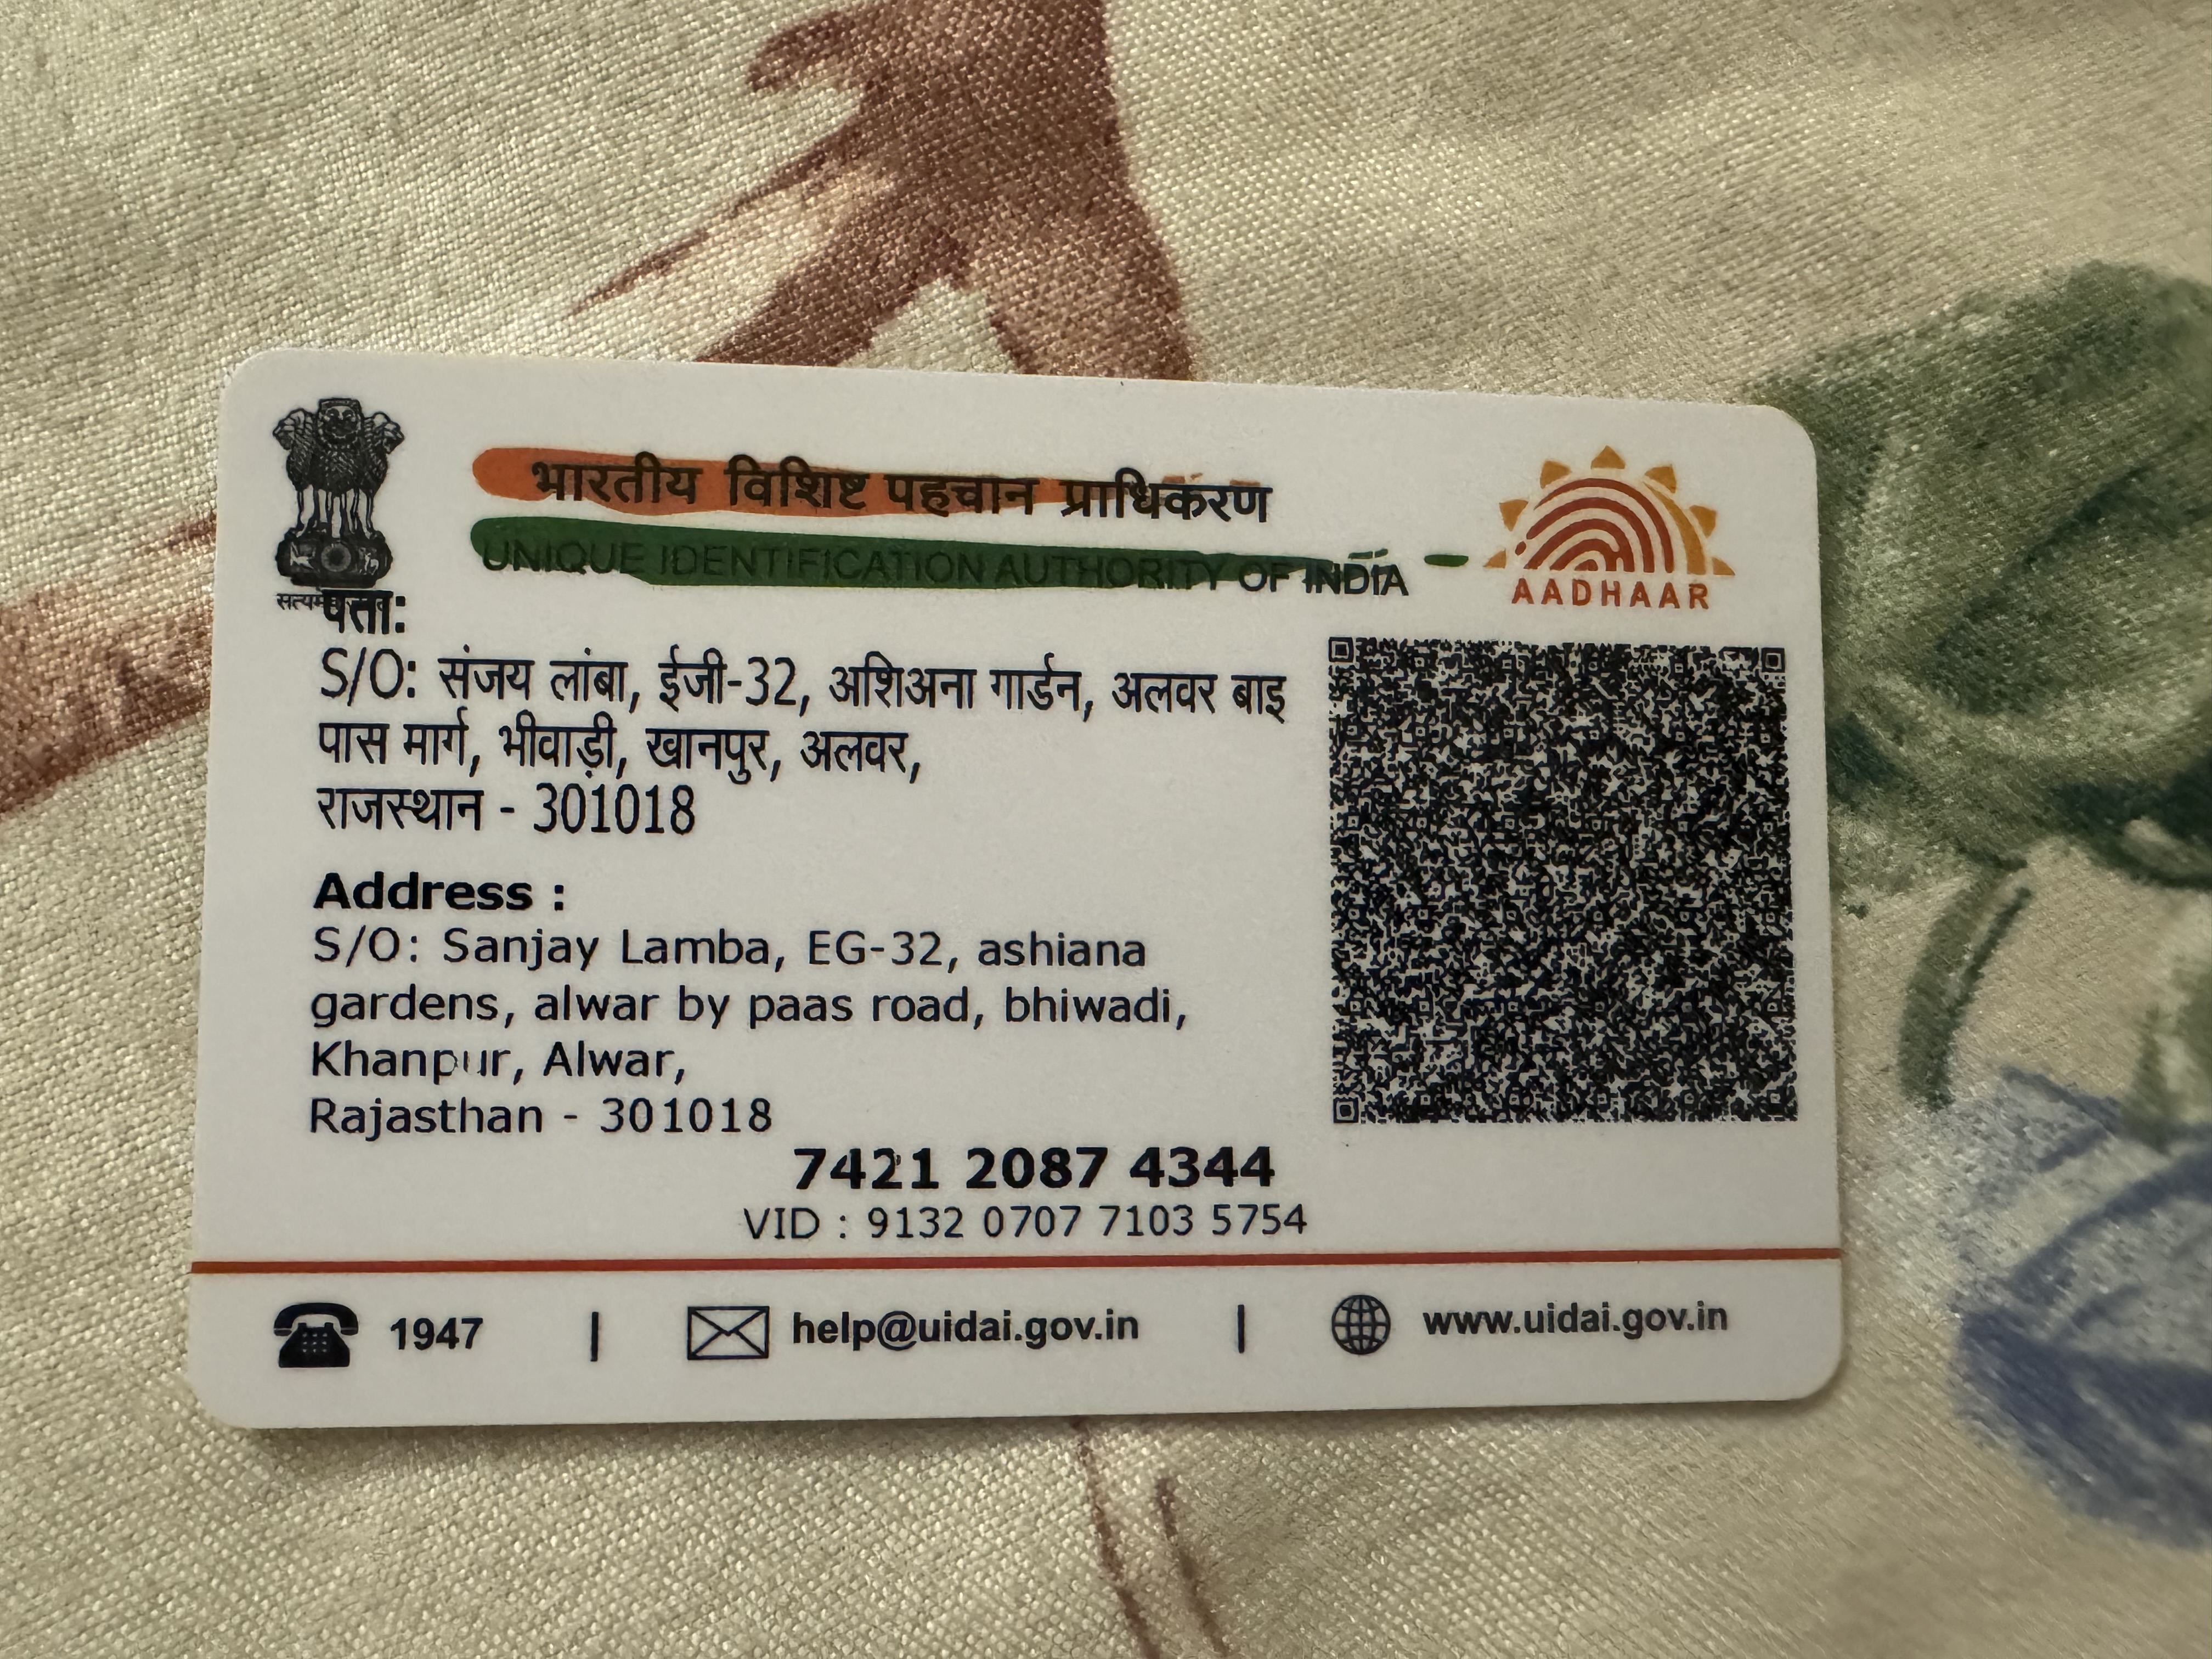 भारतीय विशिष्ट पहचान प्राधिकरण
UNIQUE IDENTIFICATION AUTHORITY OF INDIA
AADHAAR
पता:
S/O: संजय लांबा, ईजी-32, अशिअना गार्डन, अलवर बाइ
पास मार्ग, भीवाड़ी, खानपुर, अलवर,
राजस्थान - 301018
Address :
S/O: Sanjay Lamba, EG-32, ashiana
gardens, alwar by paas road, bhiwadi,
Khanpur, Alwar,
Rajasthan - 301018
7421 2087 4344
VID : 9132 0707 7103 5754
1947 | help@uidai.gov.in | www.uidai.gov.in